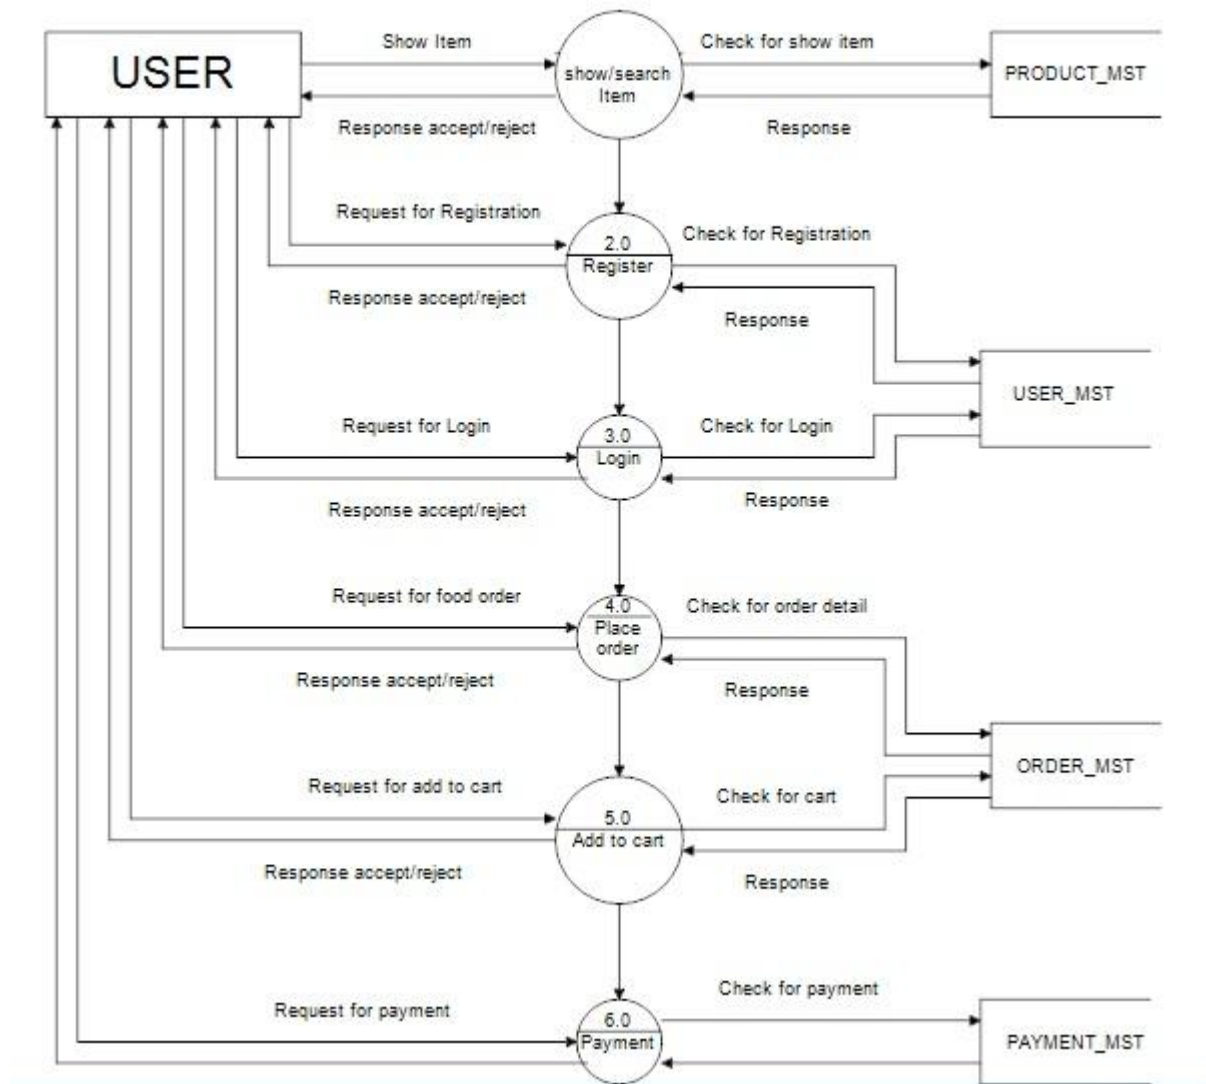 Show Item
Check for show item
USER
show/search
Item
PRODUCT_MST
Response accept/reject
Response
Request for Registration
Check for Registration
2.0
Register
Response accept/reject
Response
USER_MST
Request for Login
Check for Login
3.0
Login
Response accept/reject
Response
Request for food order
Check for order detail
4.0
Place
order
Response accept/reject
Response
ORDER_MST
Request for add to cart
Check for cart
5.0
Add to cart
Response accept/reject
Response
Check for payment
Request for payment
6.0
Payment
PAYMENT_MST